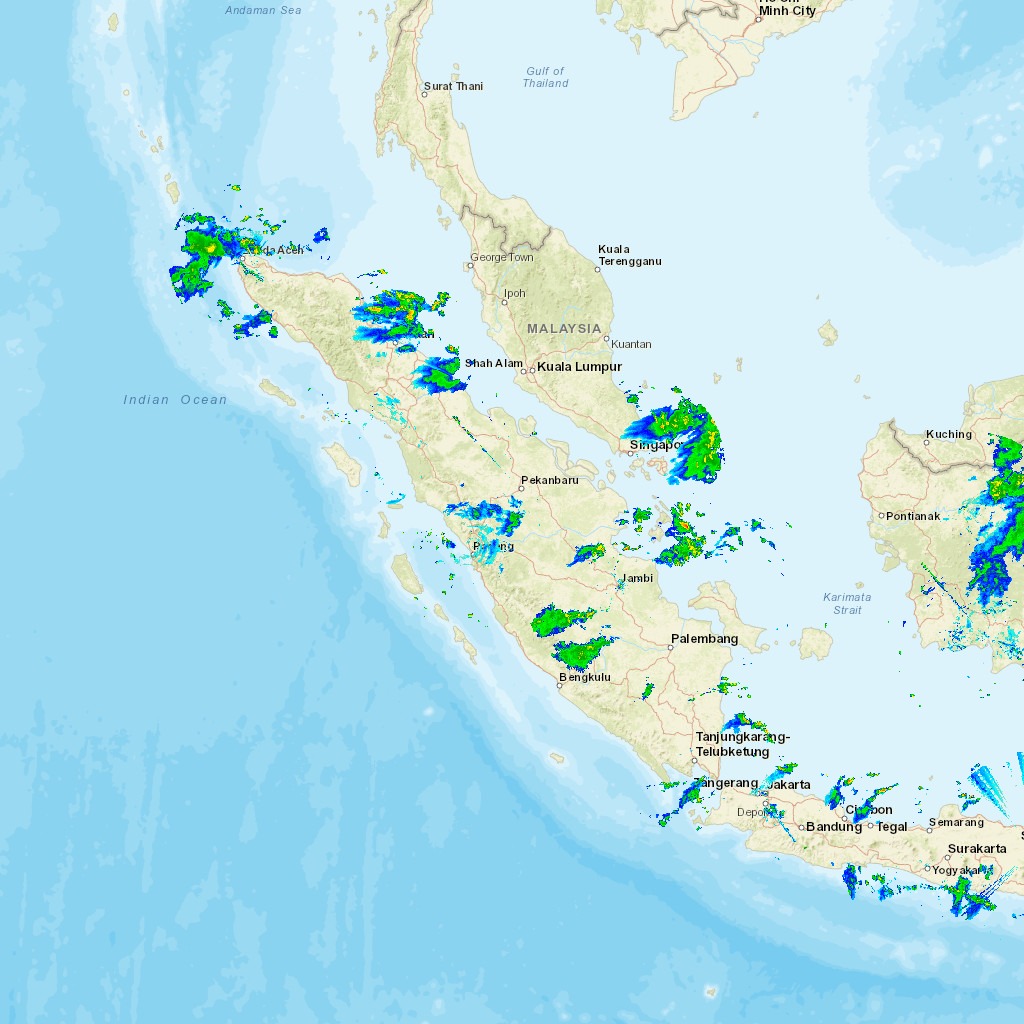 Andaman Sea
Minh City
Gulf of
Thailand
Surat Thani
Kuala
Terengganu
George Town
Ipoh
MALAYSIA
Kuantan
Shah Alam
Kuala Lumpur
Indian Ocean
Kuching
Pekanbaru
Pontianak
Jambi
Karimata
Strait
Palembang
Bengkulu
Tanjungkarang-
Telubketung
Jakarta
Bandung
Tegal
Semarang
Surakarta